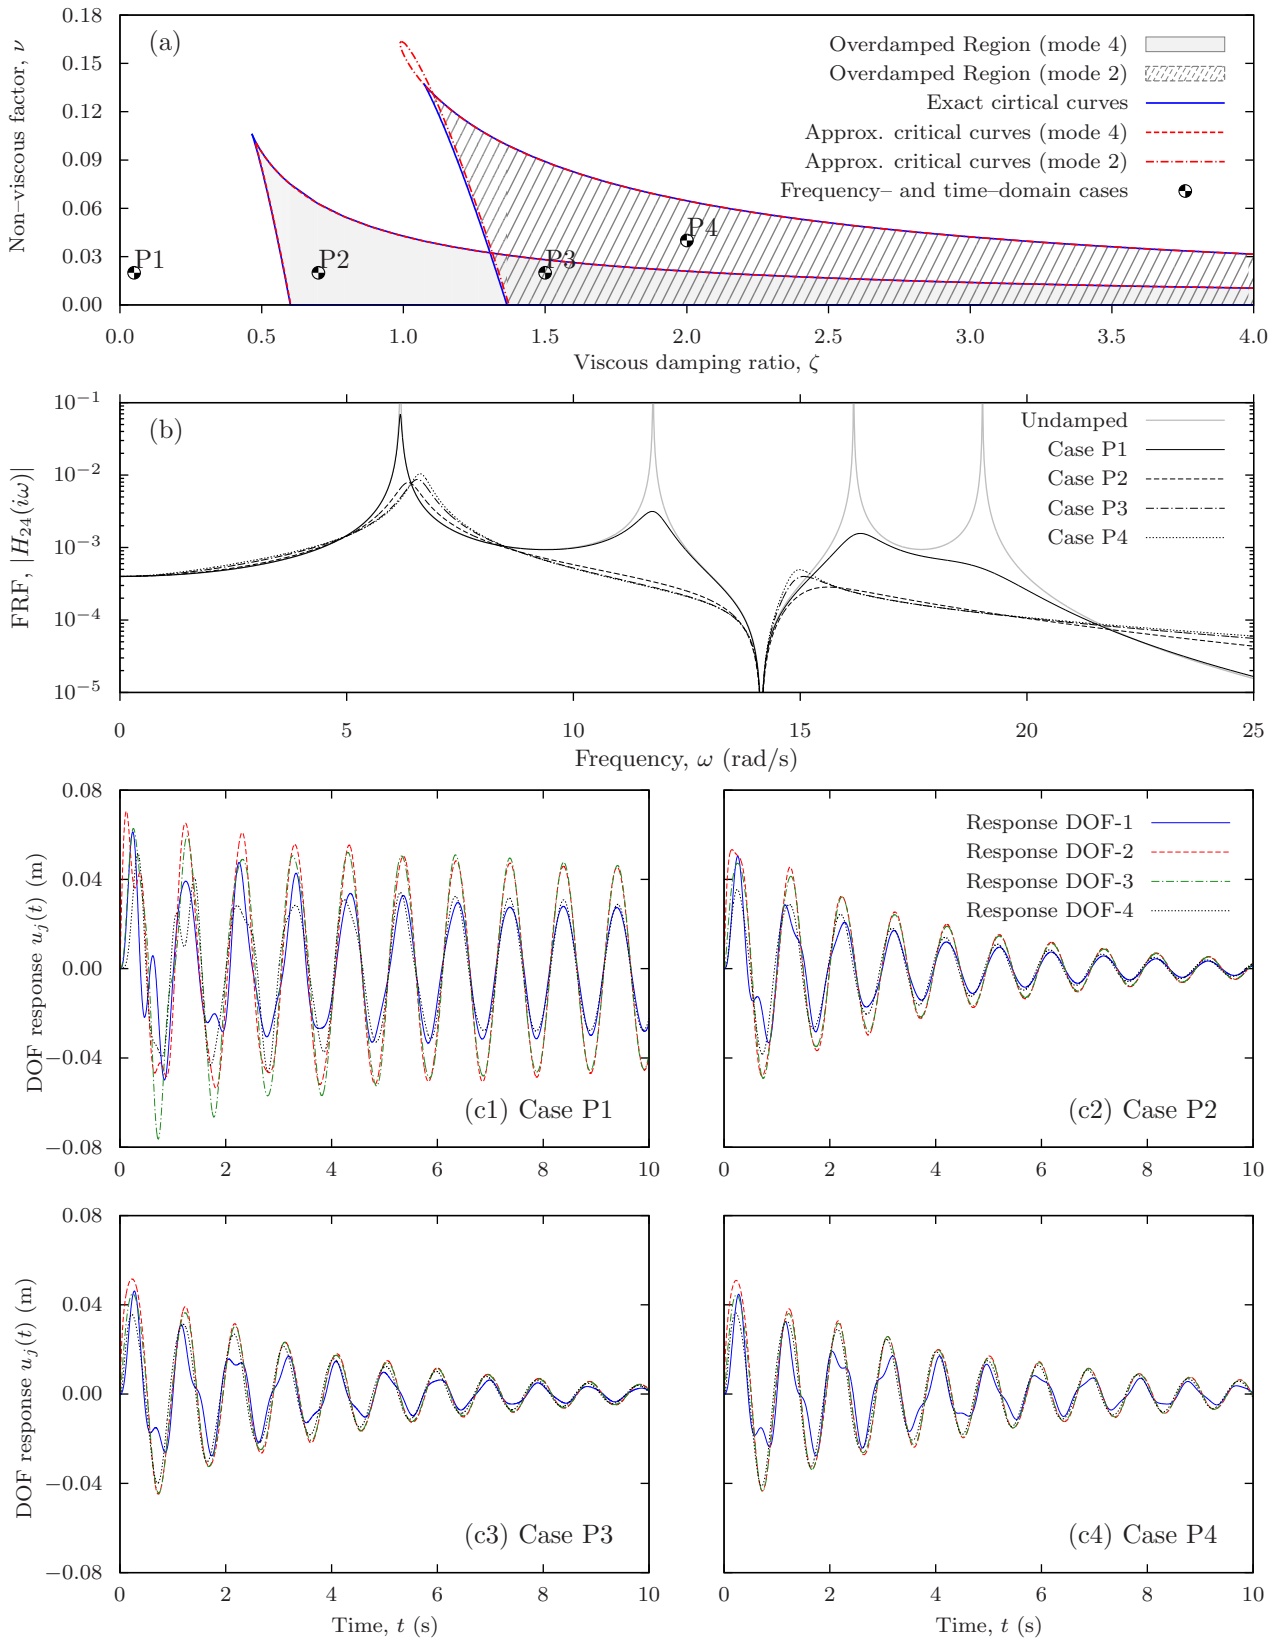 (a)
Non–viscous factor, ν
0.18
0.15
0.12
0.09
0.06
0.03
0.00
Overdamped Region (mode 4)
Overdamped Region (mode 2)
Exact cirtical curves
Approx. critical curves (mode 4)
Approx. critical curves (mode 2)
Frequency– and time–domain cases
P1
P2
P3
P4
0.0 0.5 1.0 1.5 2.0 2.5 3.0 3.5 4.0
Viscous damping ratio, ζ
(b)
FRF, |H₂₄(iω)|
10⁻¹
10⁻²
10⁻³
10⁻⁴
10⁻⁵
Undamped
Case P1
Case P2
Case P3
Case P4
0 5 10 15 20 25
Frequency, ω (rad/s)
DOF response uⱼ(t) (m)
0.08
0.04
0.00
−0.04
−0.08
(c1) Case P1
0 2 4 6 8 10
Response DOF-1
Response DOF-2
Response DOF-3
Response DOF-4
(c2) Case P2
0 2 4 6 8 10
DOF response uⱼ(t) (m)
0.08
0.04
0.00
−0.04
−0.08
(c3) Case P3
0 2 4 6 8 10
Time, t (s)
(c4) Case P4
0 2 4 6 8 10
Time, t (s)